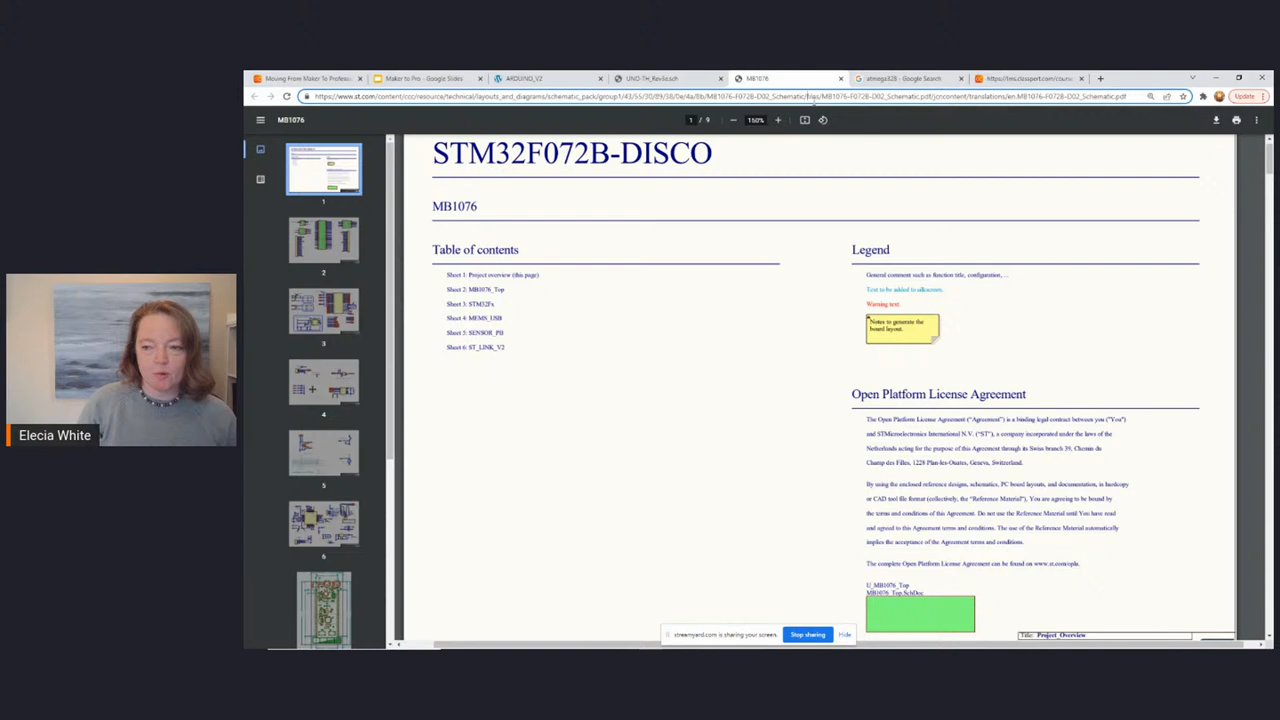 Moving From Maker To Professi
Maker to Pro - Google Slides
ARDUINO_V2
UNO-TH_Rev3e.sch
MB1076
atmega328 - Google Search
https://lms.classpert.com/cours
Update
MB1076
1 / 9
160%
STM32F072B-DISCO
MB1076
Table of contents
Sheet 1: Project overview (this page)
Sheet 2: MB1076_Top
Sheet 3: STM32Fx
Sheet 4: MEMS_USB
Sheet 5: SENSOR_PB
Sheet 6: ST_LINK_V2
Legend
General comment such as function title, configuration, ...
Text to be added to silkscreen.
Warning text.
Notes to generate the
board layout.
Open Platform License Agreement
The Open Platform License Agreement ("Agreement") is a binding legal contract between you ("You")
and STMicroelectronics International N.V. ("ST"), a company incorporated under the laws of the
Netherlands acting for the purpose of this Agreement through its Swiss branch 39, Chemin du
Champ des Filles, 1228 Plan-les-Ouates, Geneva, Switzerland.
By using the enclosed reference designs, schematics, PC board layouts, and documentation, in hardcopy
or CAD tool file format (collectively, the "Reference Material"), You are agreeing to be bound by
the terms and conditions of this Agreement. Do not use the Reference Material until You have read
and agreed to this Agreement terms and conditions. The use of the Reference Material automatically
implies the acceptance of the Agreement terms and conditions.
The complete Open Platform License Agreement can be found on www.st.com/opla.
U_MB1076_Top
MB1076_Top.SchDoc
Title: Project_Overview
1
2
3
4
5
6
streamyard.com is sharing your screen.
Stop sharing
Hide
Elecia White